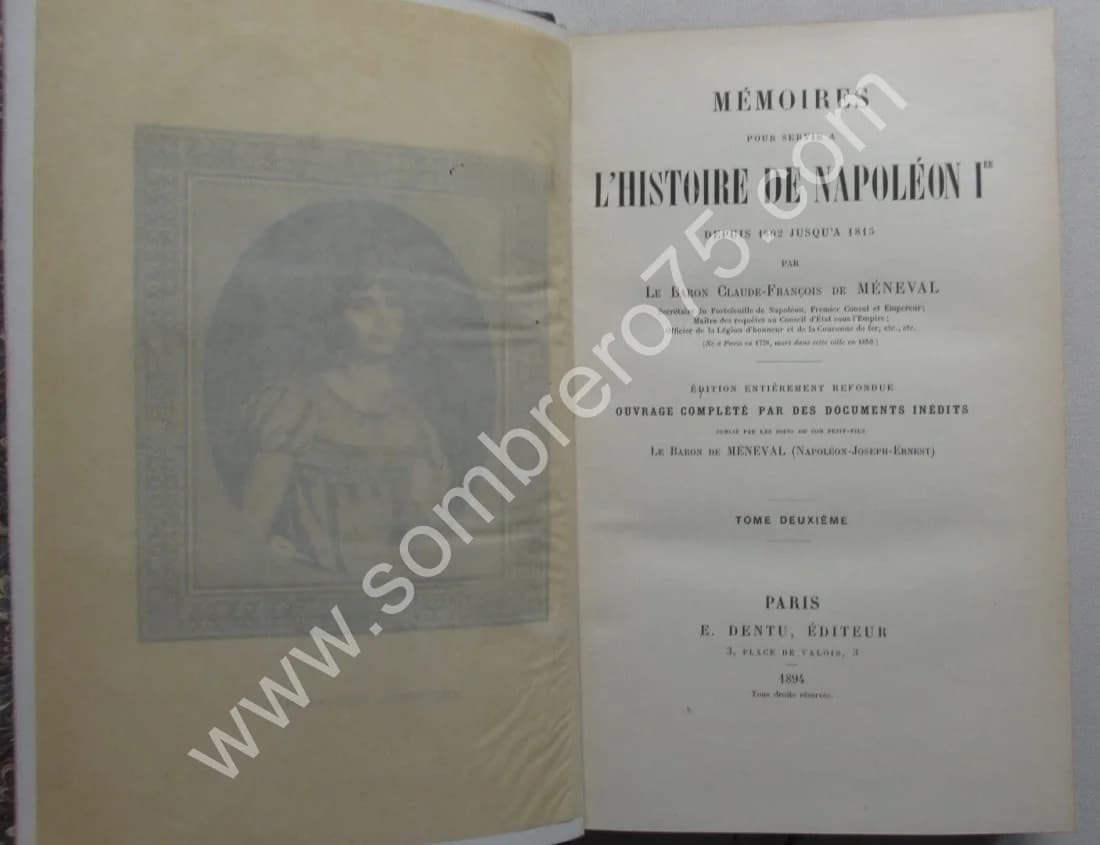 MÉMOIRES
POUR SERVIR A
L'HISTOIRE DE NAPOLÉON Iᴱᴿ
DEPUIS 1802 JUSQU'A 1815
PAR
LE BARON CLAUDE-FRANÇOIS DE MÉNEVAL
Secrétaire du Portefeuille de Napoléon, Premier Consul et Empereur;
Maître des requêtes au Conseil d'État sous l'Empire;
Officier de la Légion d'honneur et de la Couronne de fer, etc., etc.
(Né à Paris en 1778, mort dans cette ville en 1850)
ÉDITION ENTIÈREMENT REFONDUE
OUVRAGE COMPLÉTÉ PAR DES DOCUMENTS INÉDITS
PUBLIÉ PAR LES SOINS DE SON PETIT-FILS
LE BARON DE MÉNEVAL (NAPOLÉON-JOSEPH-ERNEST)
TOME DEUXIÈME
PARIS
E. DENTU, ÉDITEUR
3, PLACE DE VALOIS, 3
1894
Tous droits réservés.
www.sombrero75.com